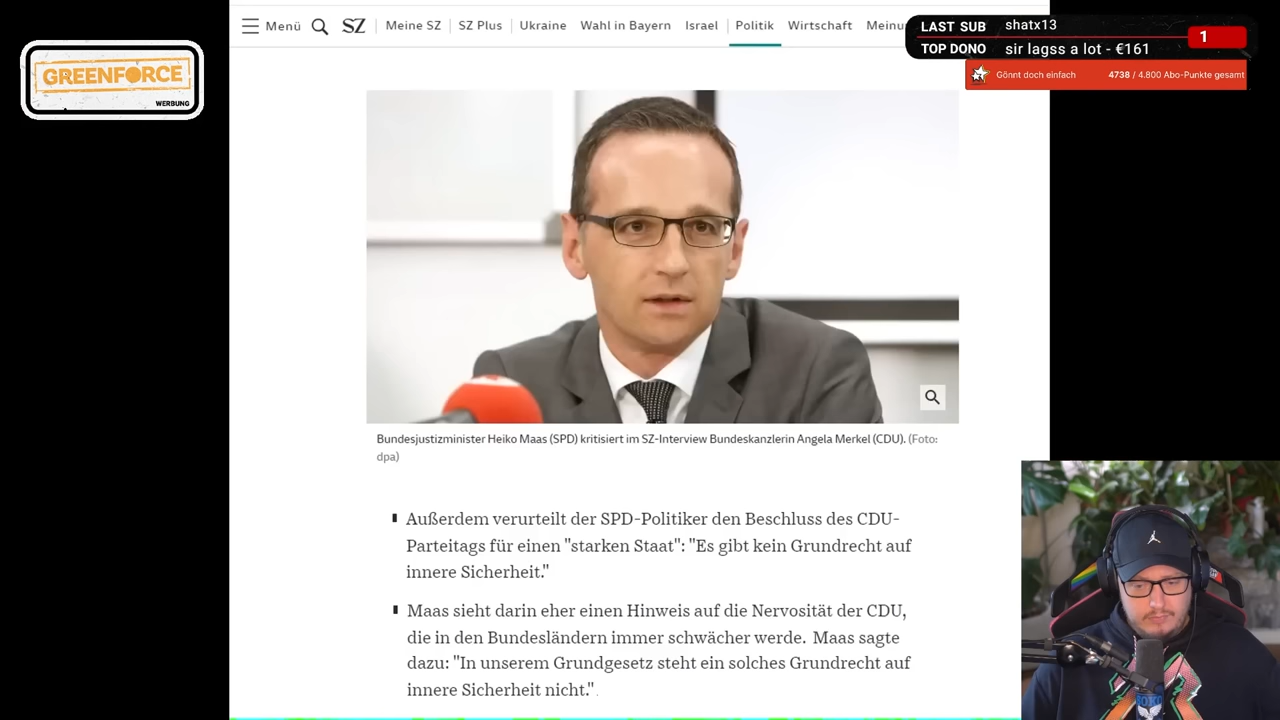 GREENFORCE
WERBUNG
Menü SZ Meine SZ SZ Plus Ukraine Wahl in Bayern Israel Politik Wirtschaft
LAST SUB shatx13
TOP DONO sir lagss a lot - €161
1
Gönnt doch einfach 4738 / 4.800 Abo-Punkte gesamt
Bundesjustizminister Heiko Maas (SPD) kritisiert im SZ-Interview Bundeskanzlerin Angela Merkel (CDU). (Foto:
dpa)
Außerdem verurteilt der SPD-Politiker den Beschluss des CDU-
Parteitags für einen "starken Staat": "Es gibt kein Grundrecht auf
innere Sicherheit."
Maas sieht darin eher einen Hinweis auf die Nervosität der CDU,
die in den Bundesländern immer schwächer werde. Maas sagte
dazu: "In unserem Grundgesetz steht ein solches Grundrecht auf
innere Sicherheit nicht."